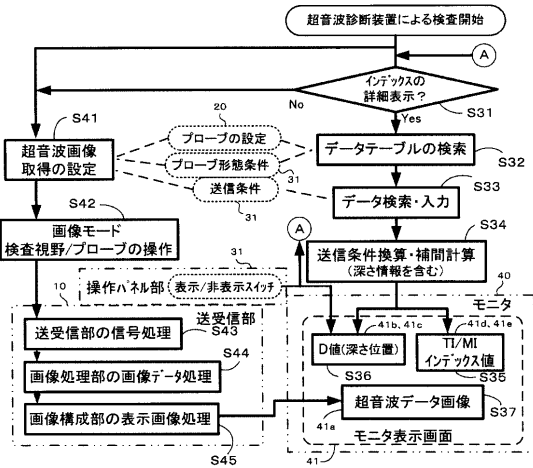 超音波診断装置による検査開始
A
インデックスの
詳細表示？
No
Yes
S31
S41
超音波画像
取得の設定
20
プローブの設定
プローブ形態条件
31
送信条件
31
データテーブルの検索
S32
S33
データ検索・入力
S42
画像モード
検査視野/プローブの操作
A
S34
送信条件換算・補間計算
(深さ情報を含む)
31
操作パネル部
表示/非表示スイッチ
40
モニタ
10
送受信部
送受信部の信号処理
S43
S44
画像処理部の画像データ処理
画像構成部の表示画像処理
S45
41b, 41c
D値(深さ位置)
S36
41d, 41e
TI/MI
インデックス値
S35
超音波データ画像
S37
41a
モニタ表示画面
41